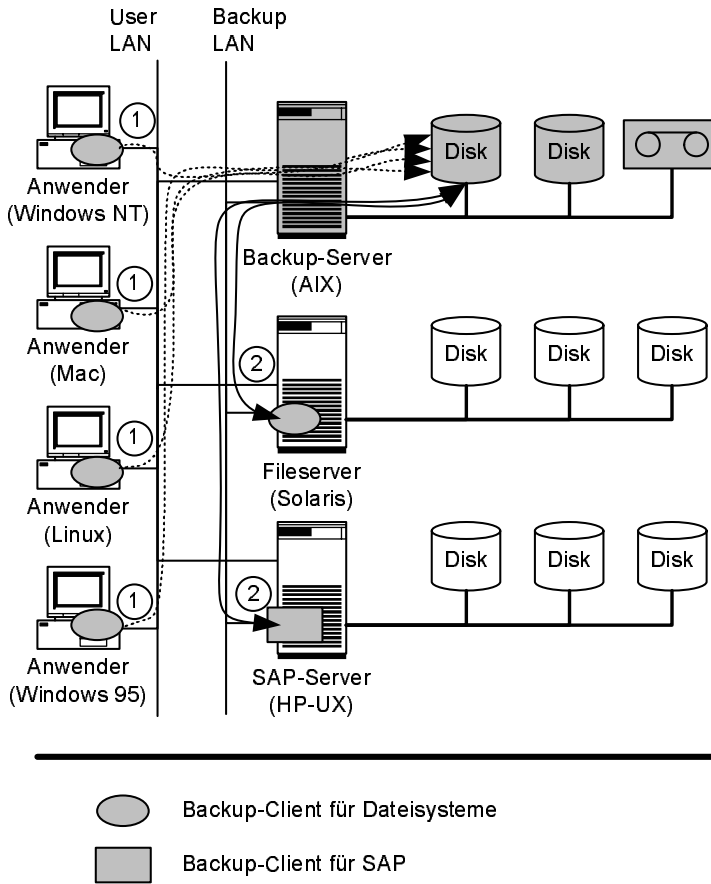 User
LAN
Backup
LAN
1
Anwender
(Windows NT)
Disk
Disk
Backup-Server
(AIX)
1
Anwender
(Mac)
2
Disk
Disk
Disk
Fileserver
(Solaris)
1
Anwender
(Linux)
2
Disk
Disk
Disk
SAP-Server
(HP-UX)
1
Anwender
(Windows 95)
Backup-Client für Dateisysteme
Backup-Client für SAP